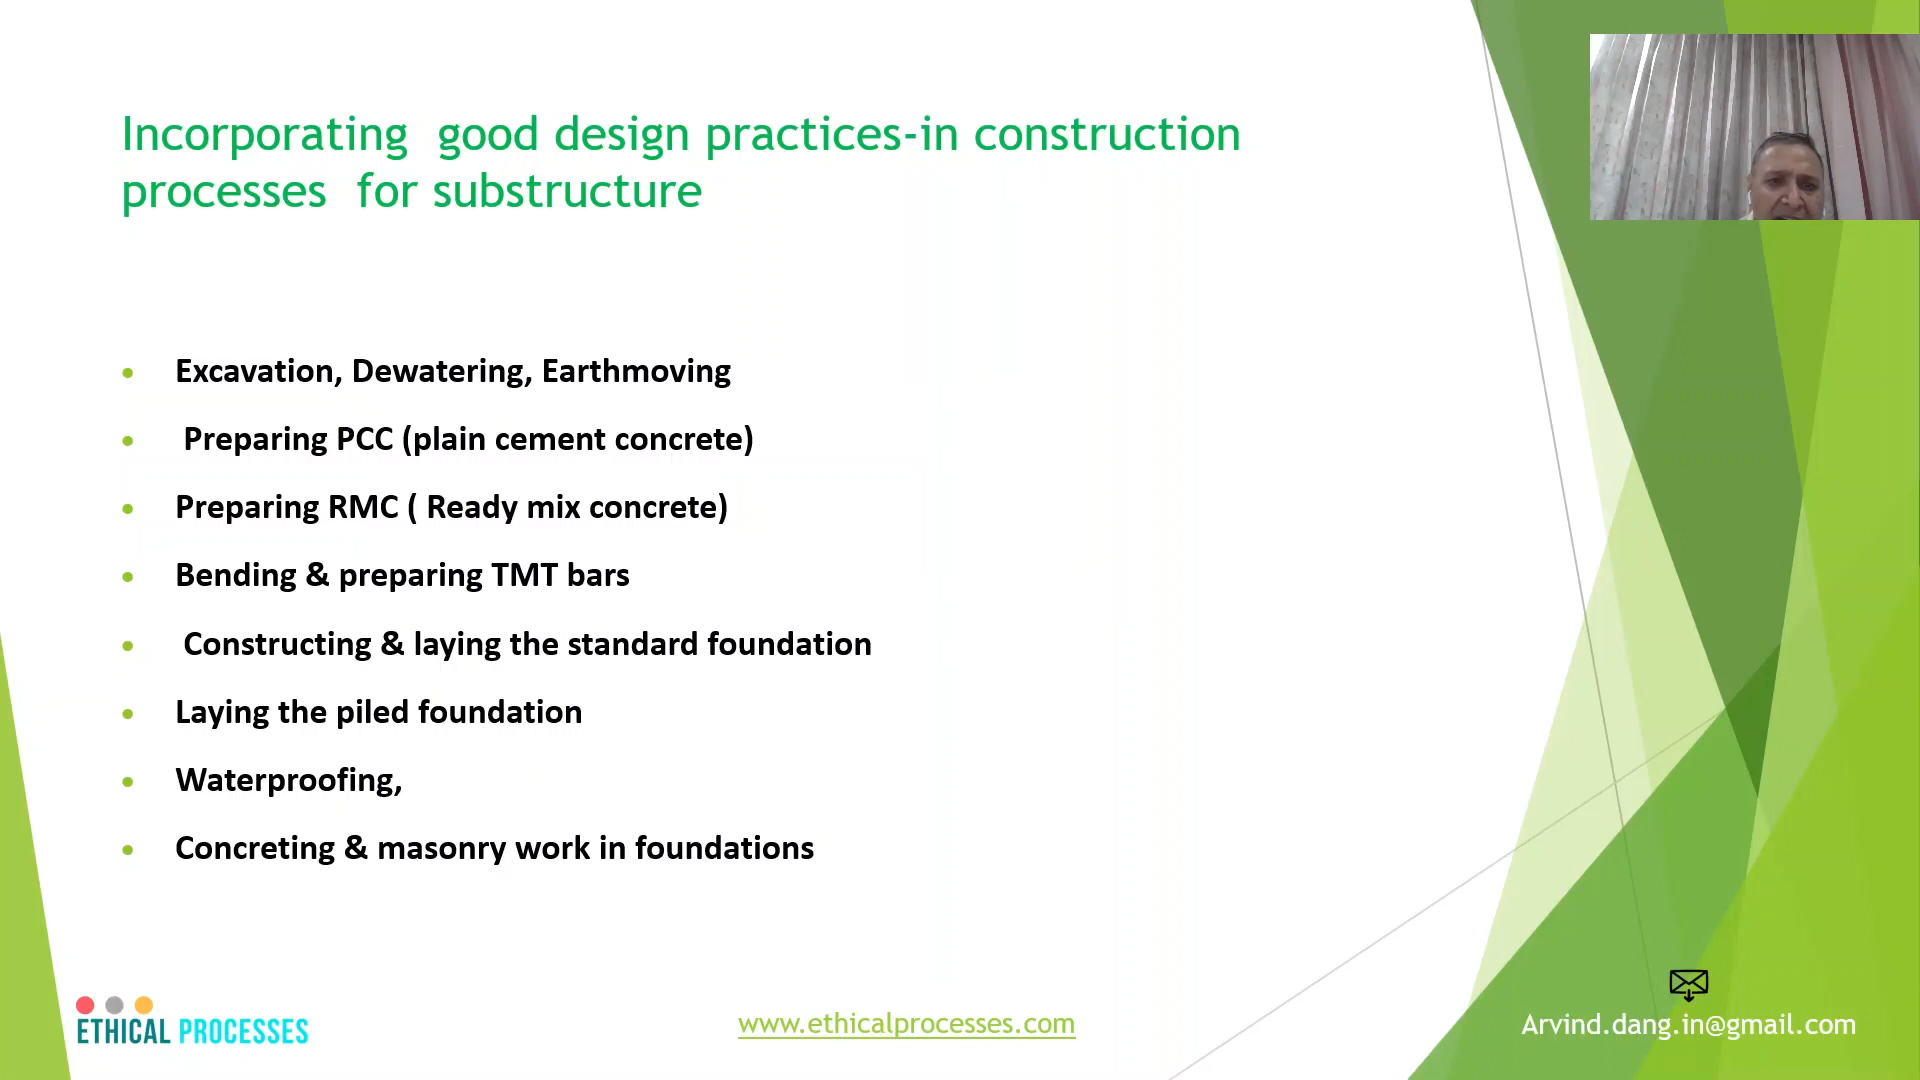 Incorporating  good design practices-in construction
processes  for substructure
• Excavation, Dewatering, Earthmoving
• Preparing PCC (plain cement concrete)
• Preparing RMC ( Ready mix concrete)
• Bending & preparing TMT bars
• Constructing & laying the standard foundation
• Laying the piled foundation
• Waterproofing,
• Concreting & masonry work in foundations
ETHICAL PROCESSES
www.ethicalprocesses.com
Arvind.dang.in@gmail.com